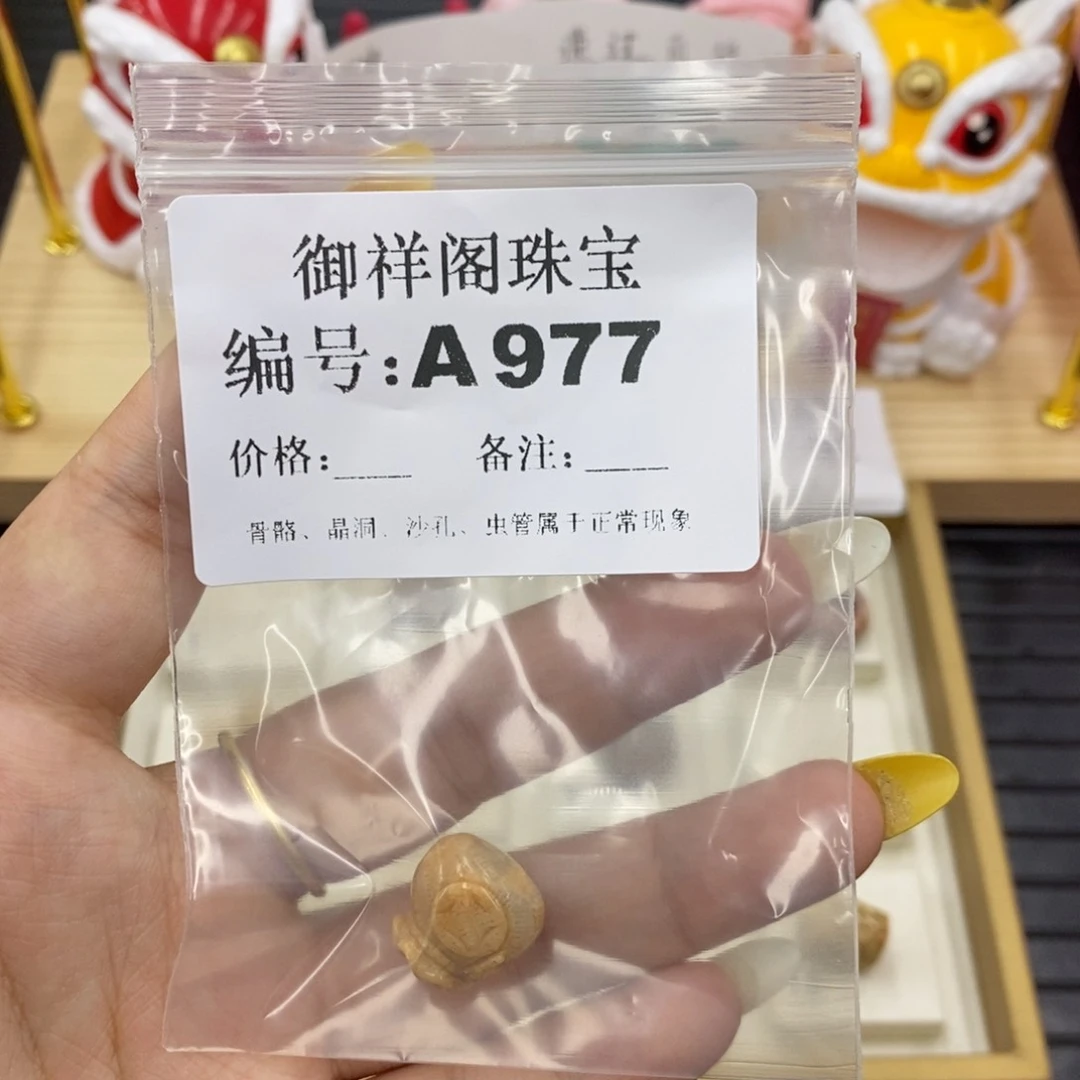 御祥阁珠宝
编号:A977
价格:____ 备注:____
骨骼、晶洞、沙孔、虫管属于正常现象